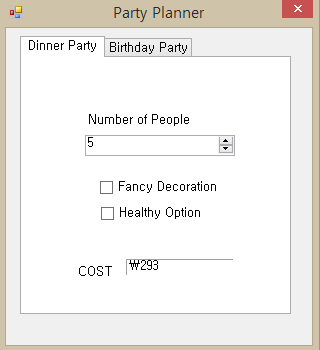 Party Planner
Dinner Party
Birthday Party
Number of People
5
Fancy Decoration
Healthy Option
COST
₩293